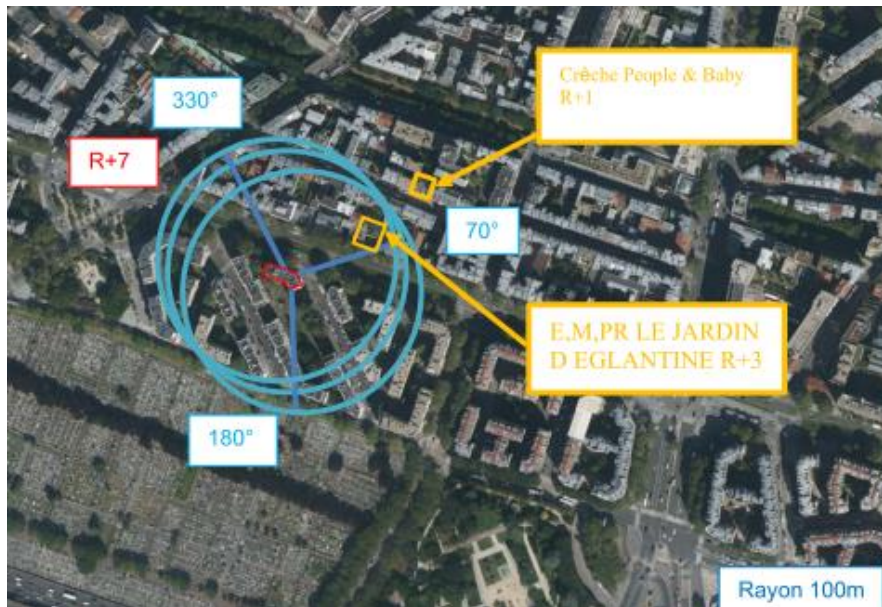 Crèche People & Baby
R+1
330°
R+7
70°
E,M,PR LE JARDIN
D EGLANTINE R+3
180°
Rayon 100m